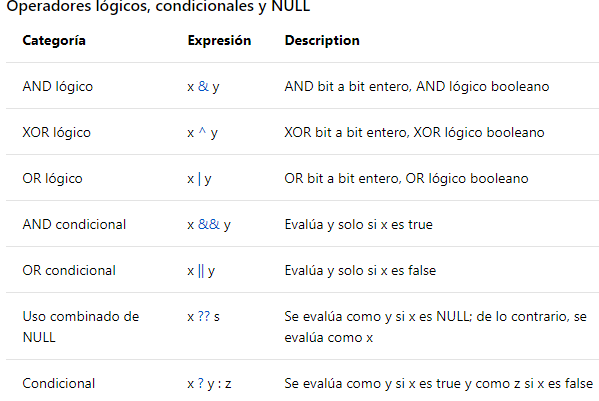 Operadores lógicos, condicionales y NULL
Categoría Expresión Description
AND lógico x & y AND bit a bit entero, AND lógico booleano
XOR lógico x ^ y XOR bit a bit entero, XOR lógico booleano
OR lógico x | y OR bit a bit entero, OR lógico booleano
AND condicional x && y Evalúa y solo si x es true
OR condicional x || y Evalúa y solo si x es false
Uso combinado de NULL x ?? s Se evalúa como y si x es NULL; de lo contrario, se evalúa como x
Condicional x ? y : z Se evalúa como y si x es true y como z si x es false